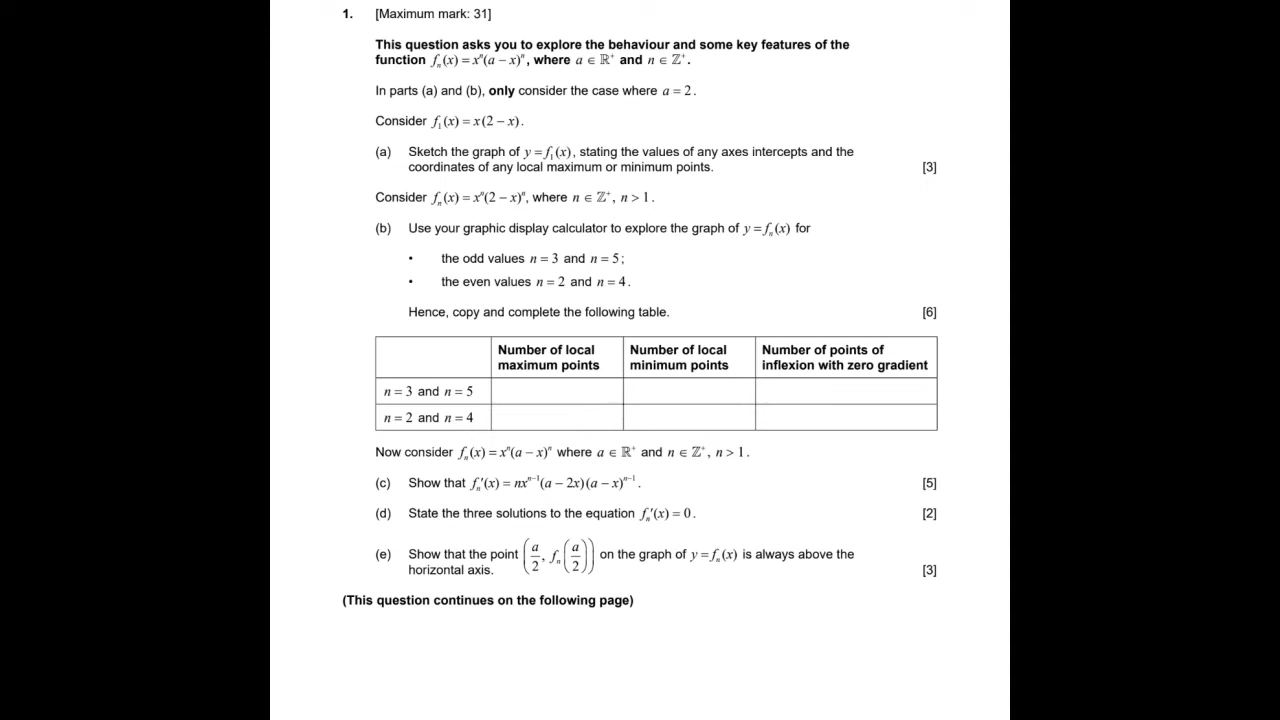 1. [Maximum mark: 31]
This question asks you to explore the behaviour and some key features of the
function fₙ(x) = xⁿ(a − x)ⁿ, where a ∈ ℝ⁺ and n ∈ ℤ⁺.
In parts (a) and (b), only consider the case where a = 2.
Consider f₁(x) = x(2 − x).
(a) Sketch the graph of y = f₁(x), stating the values of any axes intercepts and the
coordinates of any local maximum or minimum points. [3]
Consider fₙ(x) = xⁿ(2 − x)ⁿ, where n ∈ ℤ⁺, n > 1.
(b) Use your graphic display calculator to explore the graph of y = fₙ(x) for
• the odd values n = 3 and n = 5;
• the even values n = 2 and n = 4.
Hence, copy and complete the following table. [6]
Number of local maximum points | Number of local minimum points | Number of points of inflexion with zero gradient
n = 3 and n = 5
n = 2 and n = 4
Now consider fₙ(x) = xⁿ(a − x)ⁿ where a ∈ ℝ⁺ and n ∈ ℤ⁺, n > 1.
(c) Show that fₙ′(x) = nxⁿ⁻¹(a − 2x)(a − x)ⁿ⁻¹. [5]
(d) State the three solutions to the equation fₙ′(x) = 0. [2]
(e) Show that the point (a/2, fₙ(a/2)) on the graph of y = fₙ(x) is always above the
horizontal axis. [3]
(This question continues on the following page)